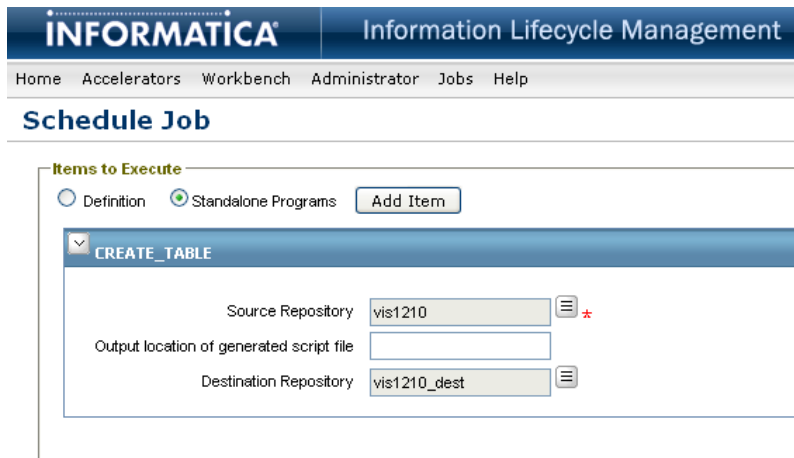 INFORMATICA® Information Lifecycle Management
Home Accelerators Workbench Administrator Jobs Help
Schedule Job
Items to Execute
Definition Standalone Programs Add Item
CREATE_TABLE
Source Repository vis1210 *
Output location of generated script file
Destination Repository vis1210_dest